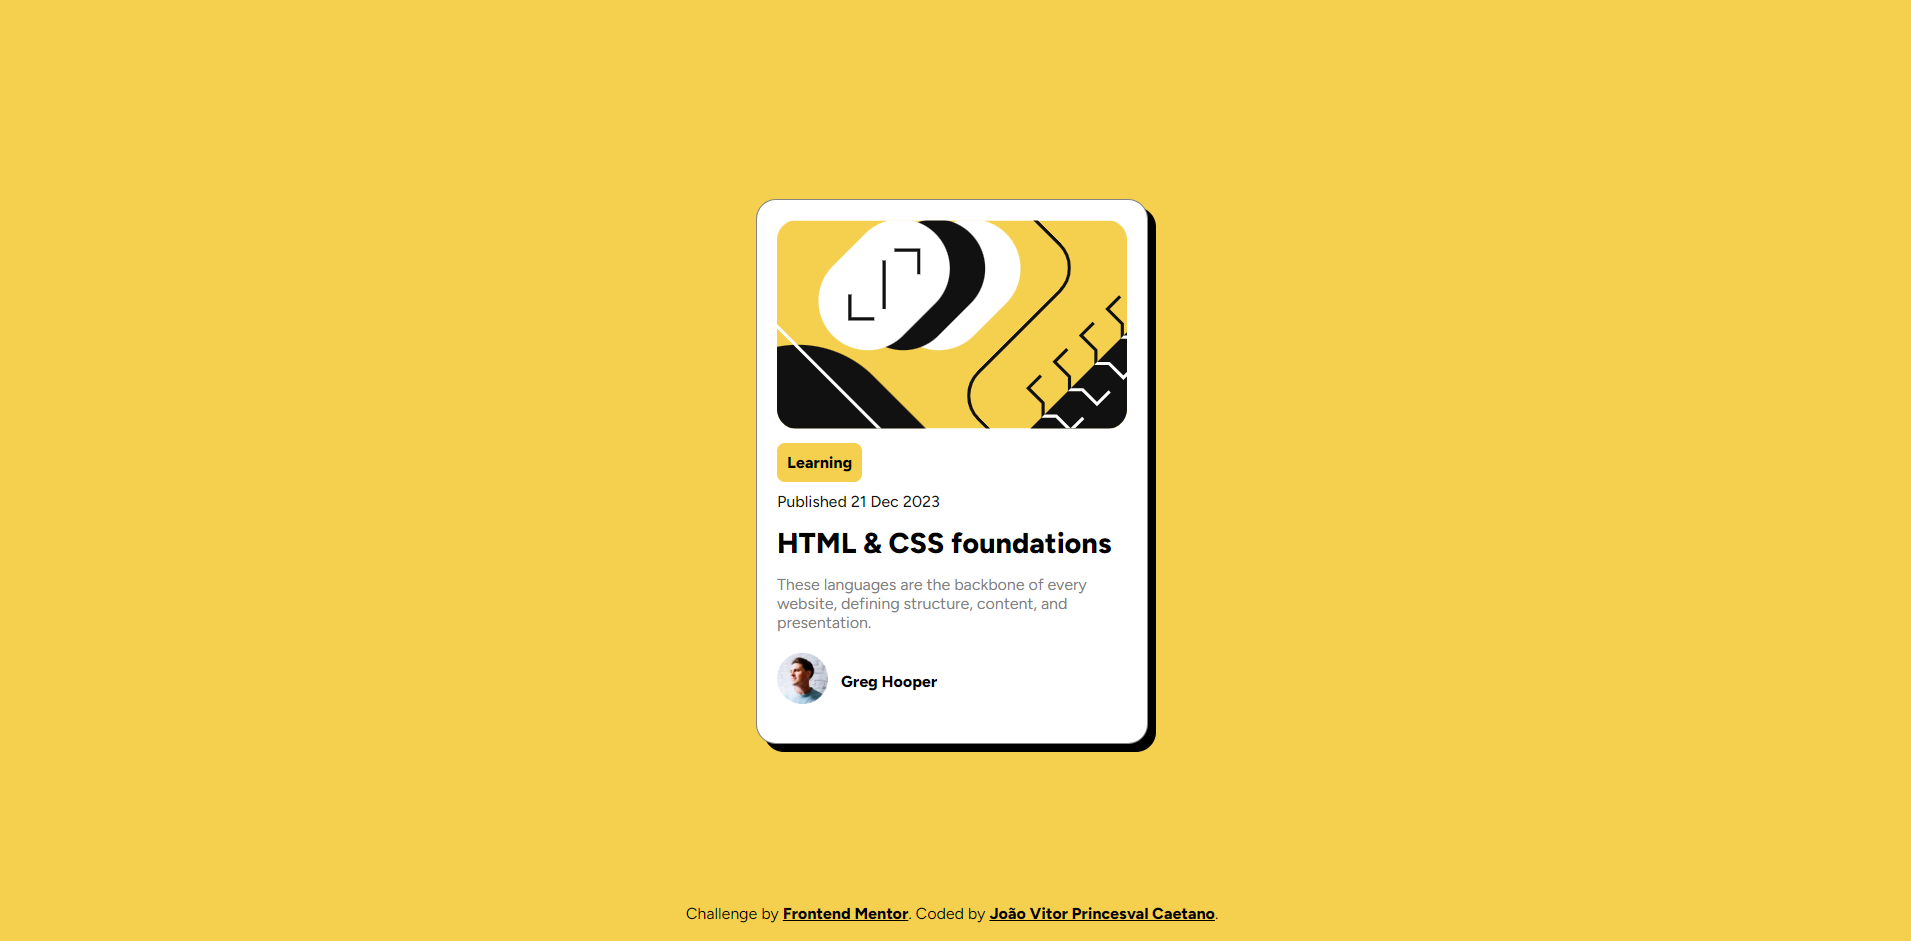 Learning
Published 21 Dec 2023
HTML & CSS foundations
These languages are the backbone of every
website, defining structure, content, and
presentation.
Greg Hooper
Challenge by Frontend Mentor. Coded by João Vitor Princesval Caetano.